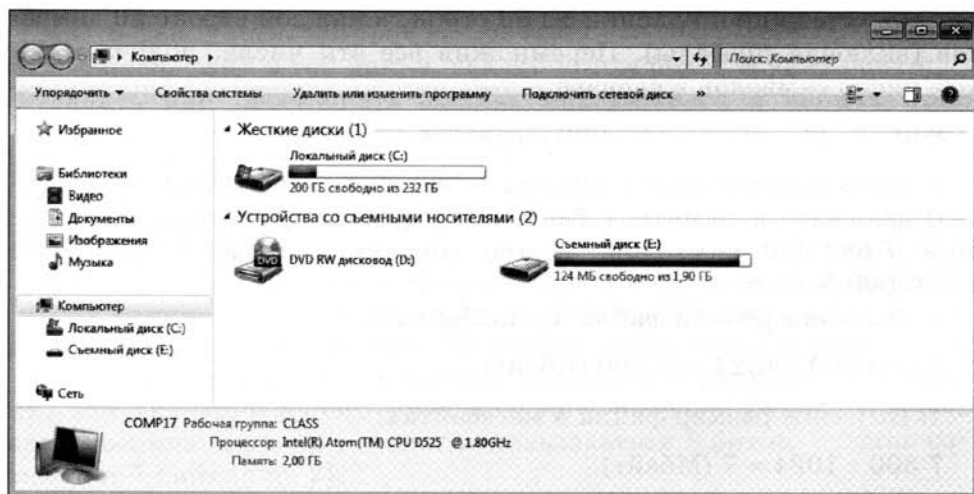 Компьютер
Поиск: Компьютер
Упорядочить
Свойства системы
Удалить или изменить программу
Подключить сетевой диск
Избранное
Библиотеки
Видео
Документы
Изображения
Музыка
Компьютер
Локальный диск (C:)
Съемный диск (E:)
Сеть
Жесткие диски (1)
Локальный диск (C:)
200 ГБ свободно из 232 ГБ
Устройства со съемными носителями (2)
DVD
DVD RW дисковод (D:)
Съемный диск (E:)
124 МБ свободно из 1,90 ГБ
COMP17 Рабочая группа: CLASS
Процессор: Intel(R) Atom(TM) CPU D525 @ 1.80GHz
Память: 2,00 ГБ